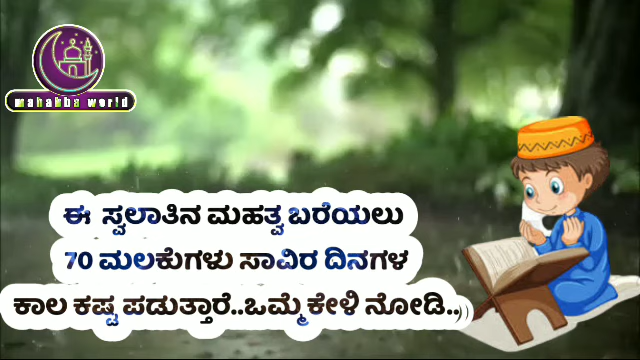 mahabba world
ಈ ಸ್ವಲಾತಿನ ಮಹತ್ವ ಬರೆಯಲು
70 ಮಲಕುಗಳು ಸಾವಿರ ದಿನಗಳ
ಕಾಲ ಕಷ್ಟ ಪಡುತ್ತಾರೆ..ಒಮ್ಮೆ ಕೇಳಿ ನೋಡಿ..))